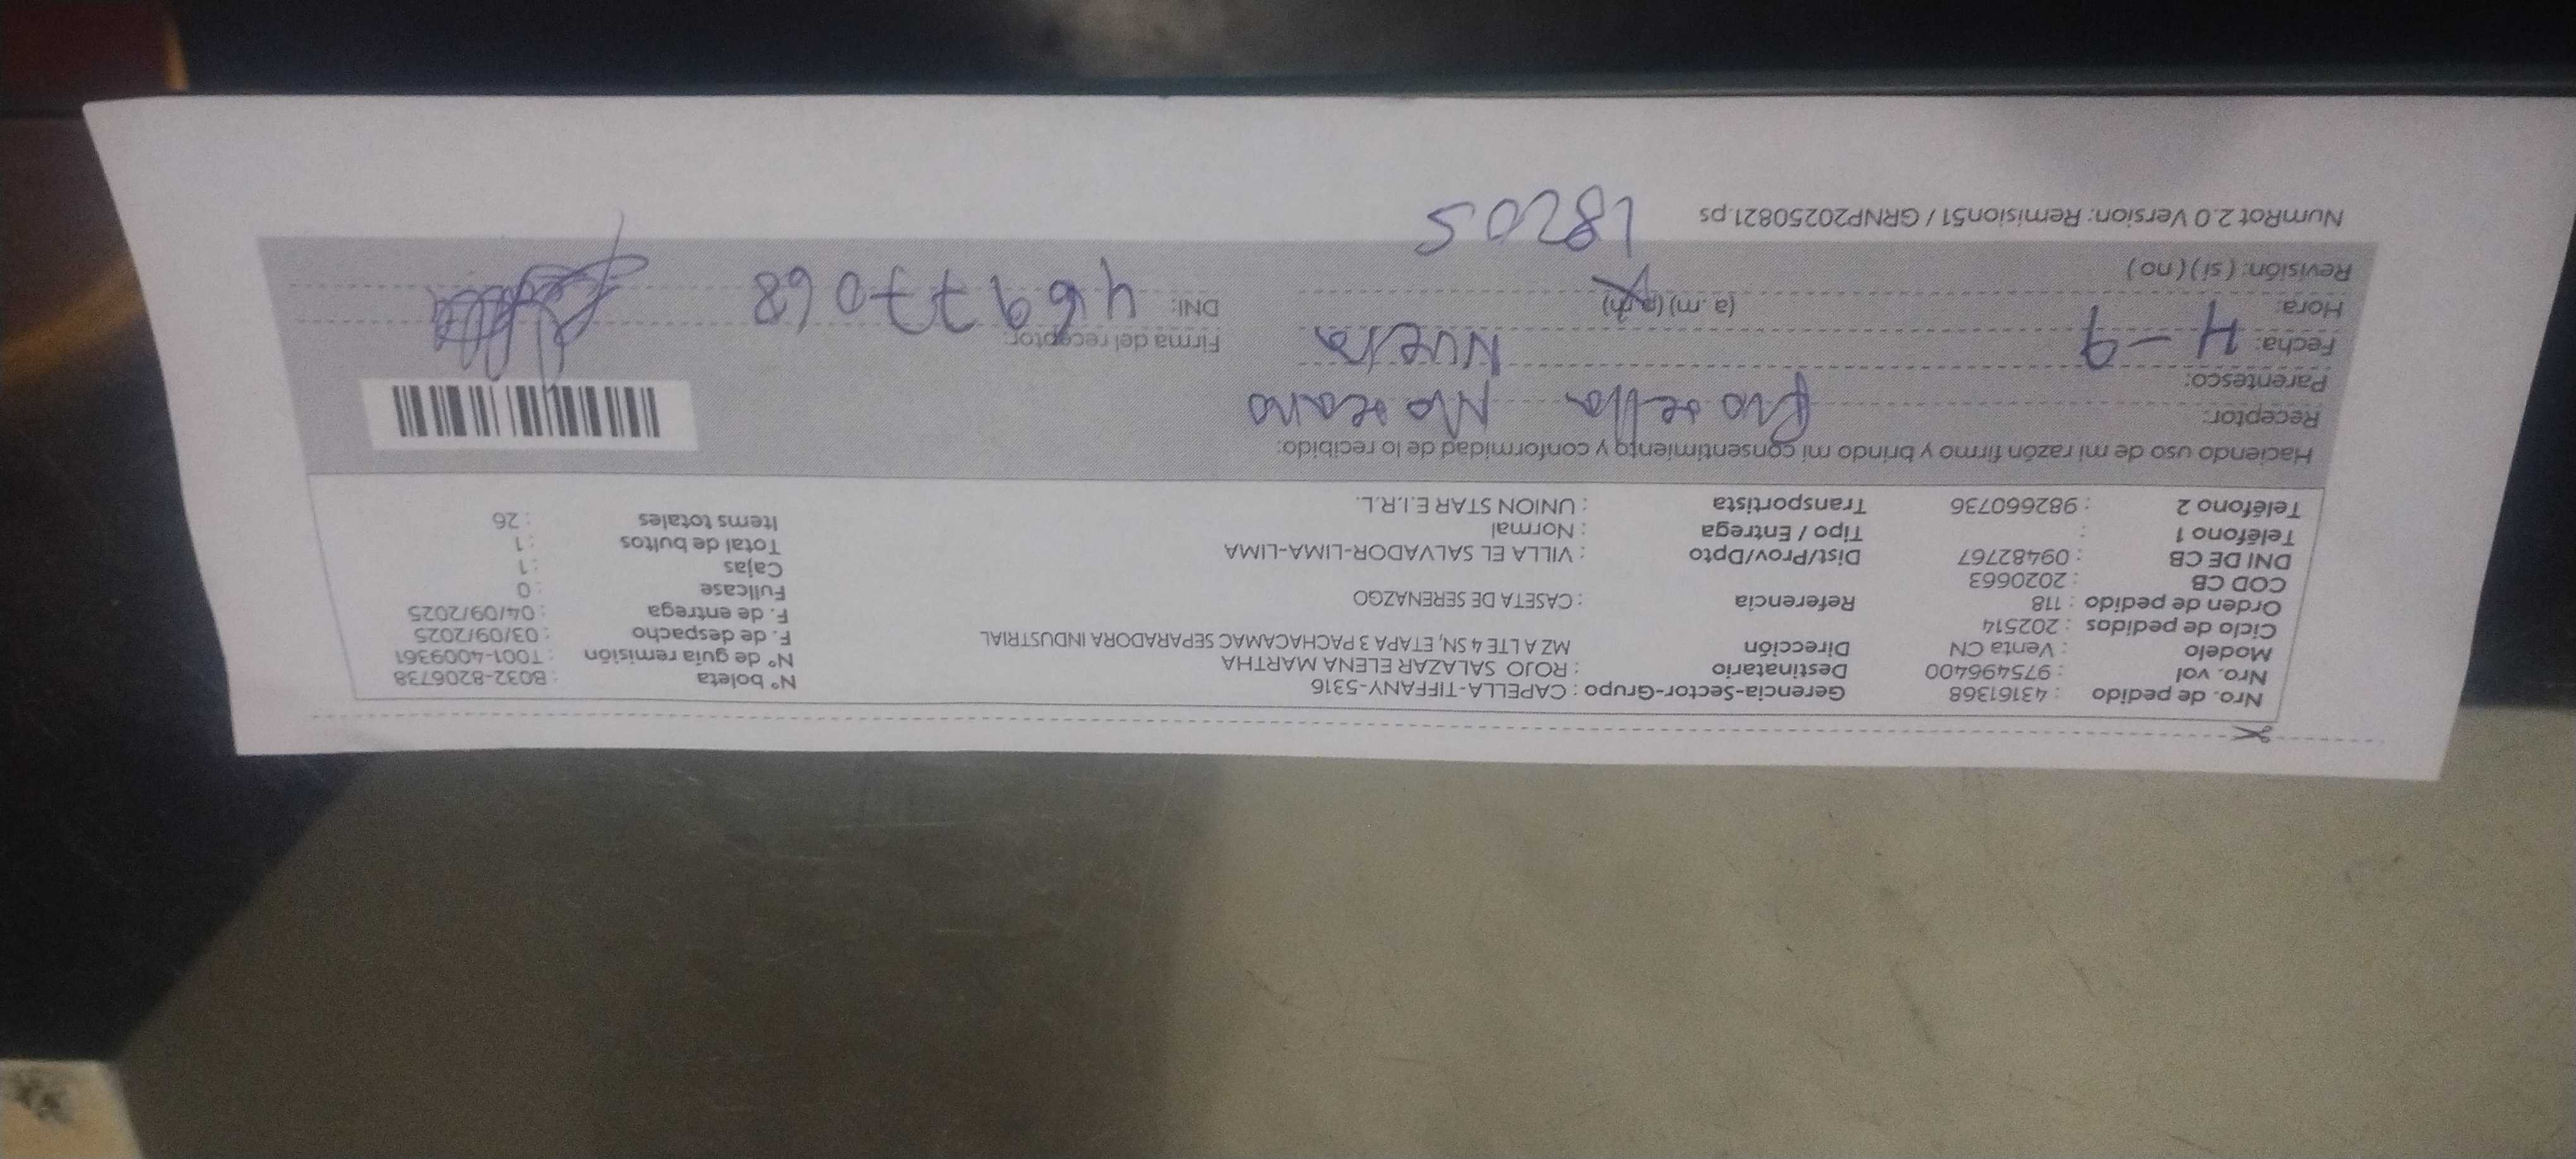 Nro. de pedido : 43161368 Gerencia-Sector-Grupo : CAPELLA-TIFFANY-5316 N° boleta : B032-8206738
Nro. vol : 975496400 Destinatario : ROJO SALAZAR ELENA MARTHA N° de guía remisión : T001-4009361
Modelo : Venta CN Dirección MZ A LTE 4 SN, ETAPA 3 PACHACAMAC SEPARADORA INDUSTRIAL F. de despacho : 03/09/2025
Ciclo de pedidos : 202514 F. de entrega : 04/09/2025
Orden de pedido : 118 Referencia : CASETA DE SERENAZGO Fullcase : 0
COD CB : 2020663 Cajas : 1
DNI DE CB : 09482767 Dist/Prov/Dpto : VILLA EL SALVADOR-LIMA-LIMA Total de bultos : 1
Teléfono 1 : Tipo / Entrega : Normal Items totales : 26
Teléfono 2 : 982660736 Transportista : UNION STAR E.I.R.L.
Haciendo uso de mi razón firmo y brindo mi consentimiento y conformidad de lo recibido:
Receptor:
Parentesco: Nuera
Fecha: 4-9 Firma del receptor:
Hora: (a.m) (p.m) DNI: 46977068
Revisión: (si) (no)
NumRot 2.0 Version: Remision51 / GRNP20250821.ps L8205